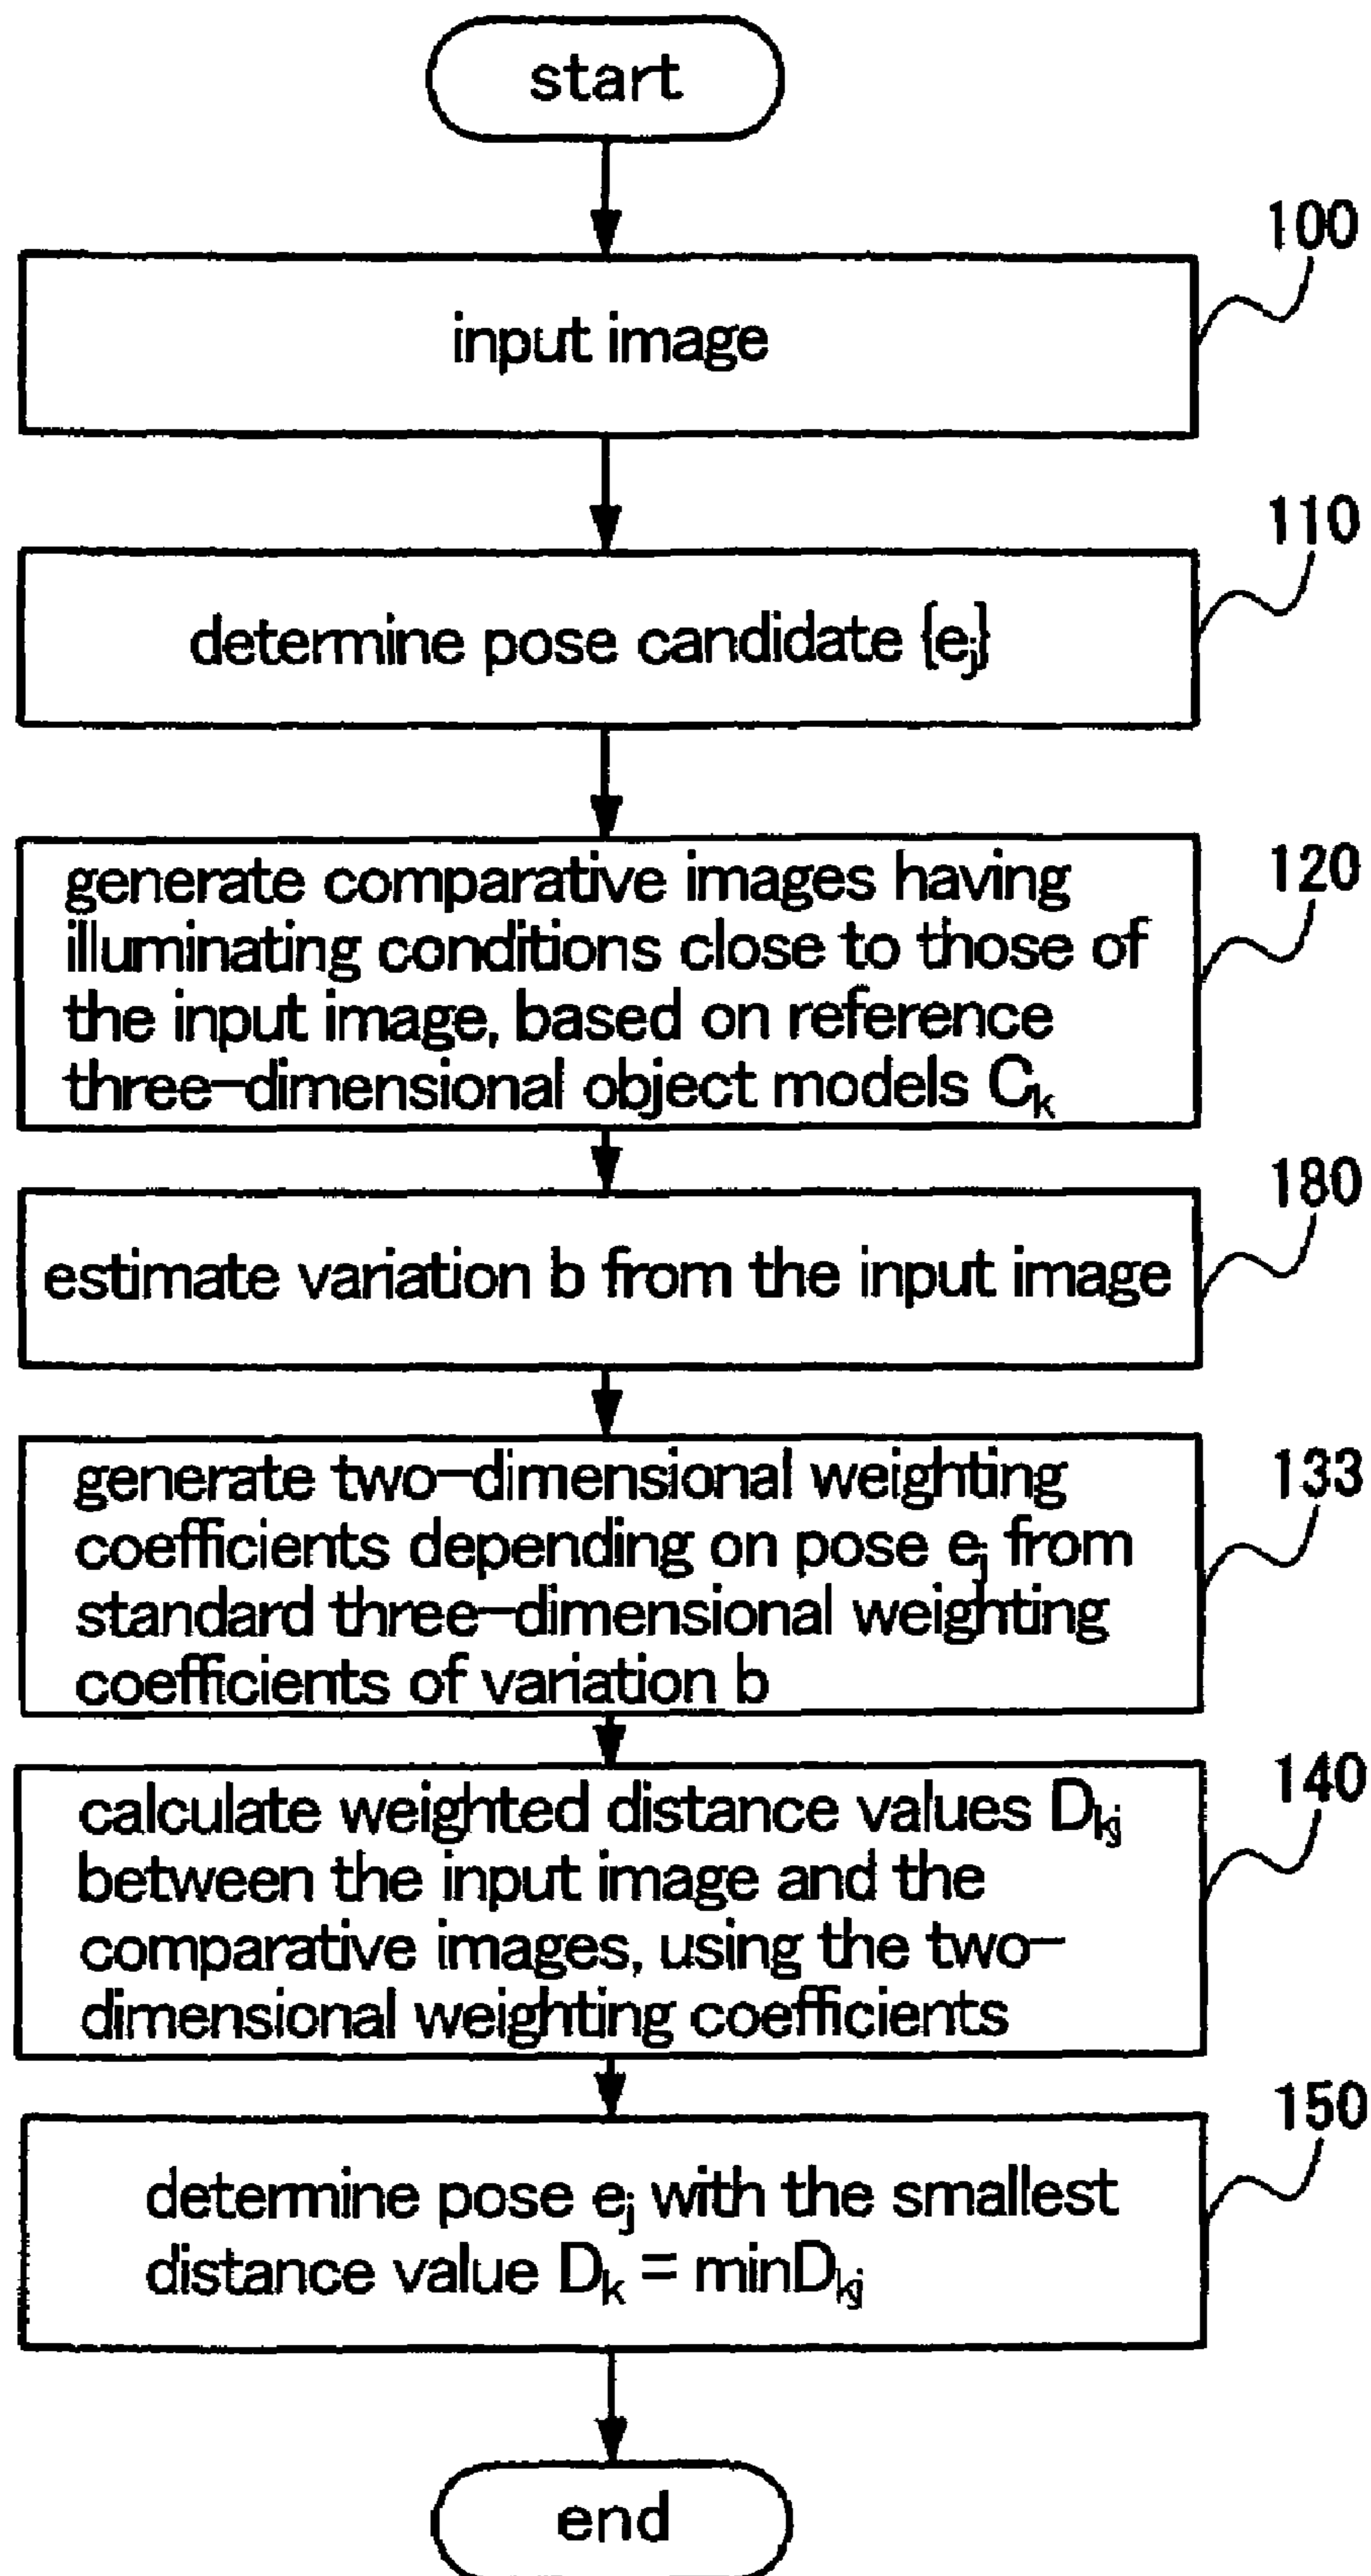 start
100
input image
110
determine pose candidate {ej}
120
generate comparative images having
illuminating conditions close to those of
the input image, based on reference
three-dimensional object models Ck
180
estimate variation b from the input image
133
generate two-dimensional weighting
coefficients depending on pose ej from
standard three-dimensional weighting
coefficients of variation b
140
calculate weighted distance values Dkj
between the input image and the
comparative images, using the two-
dimensional weighting coefficients
150
determine pose ej with the smallest
distance value Dk = minDkj
end